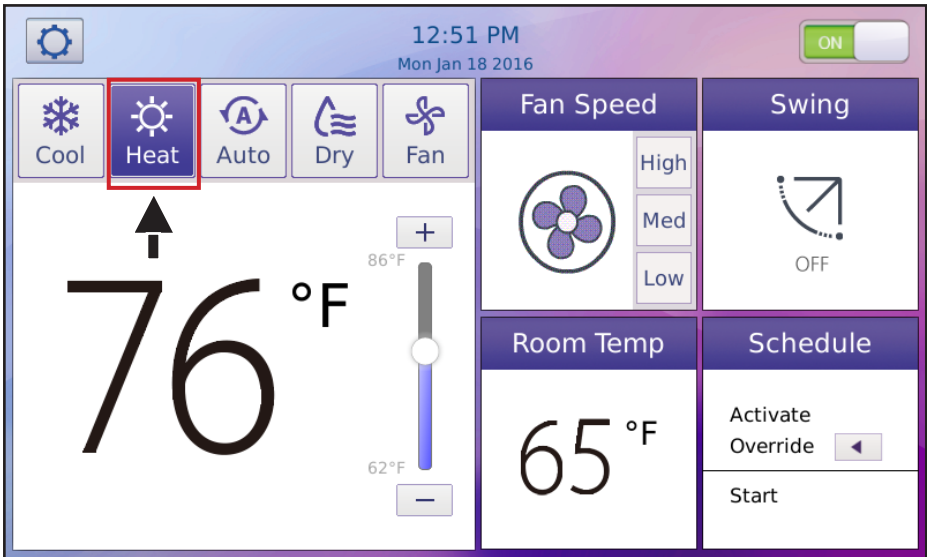 12:51 PM
Mon Jan 18 2016
ON
Cool
Heat
A
Auto
Dry
Fan
76 °F
+
86°F
62°F
−
Fan Speed
High
Med
Low
Swing
OFF
Room Temp
65 °F
Schedule
Activate
Override
Start